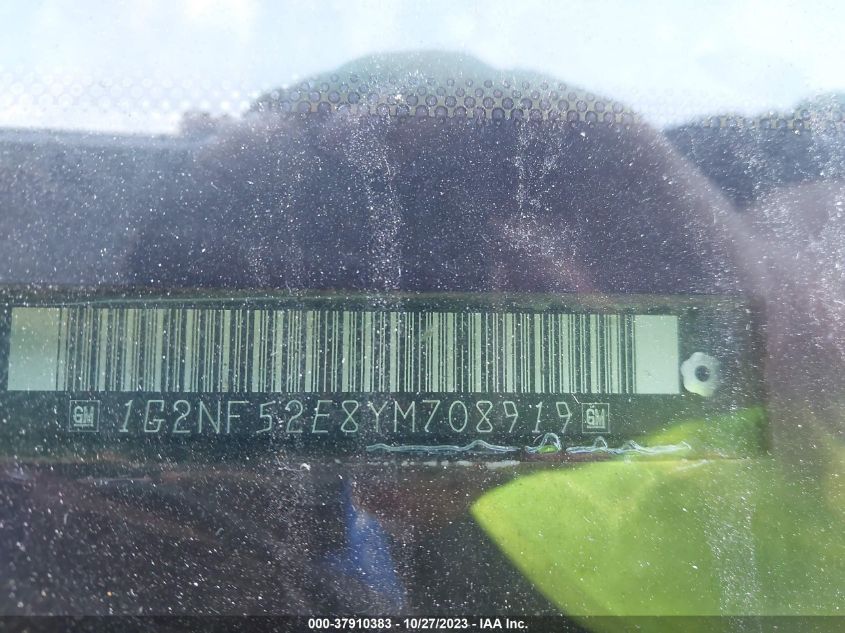 GM 1G2NF52E8YM708919 GM
000-37910383 - 10/27/2023 - IAA Inc.